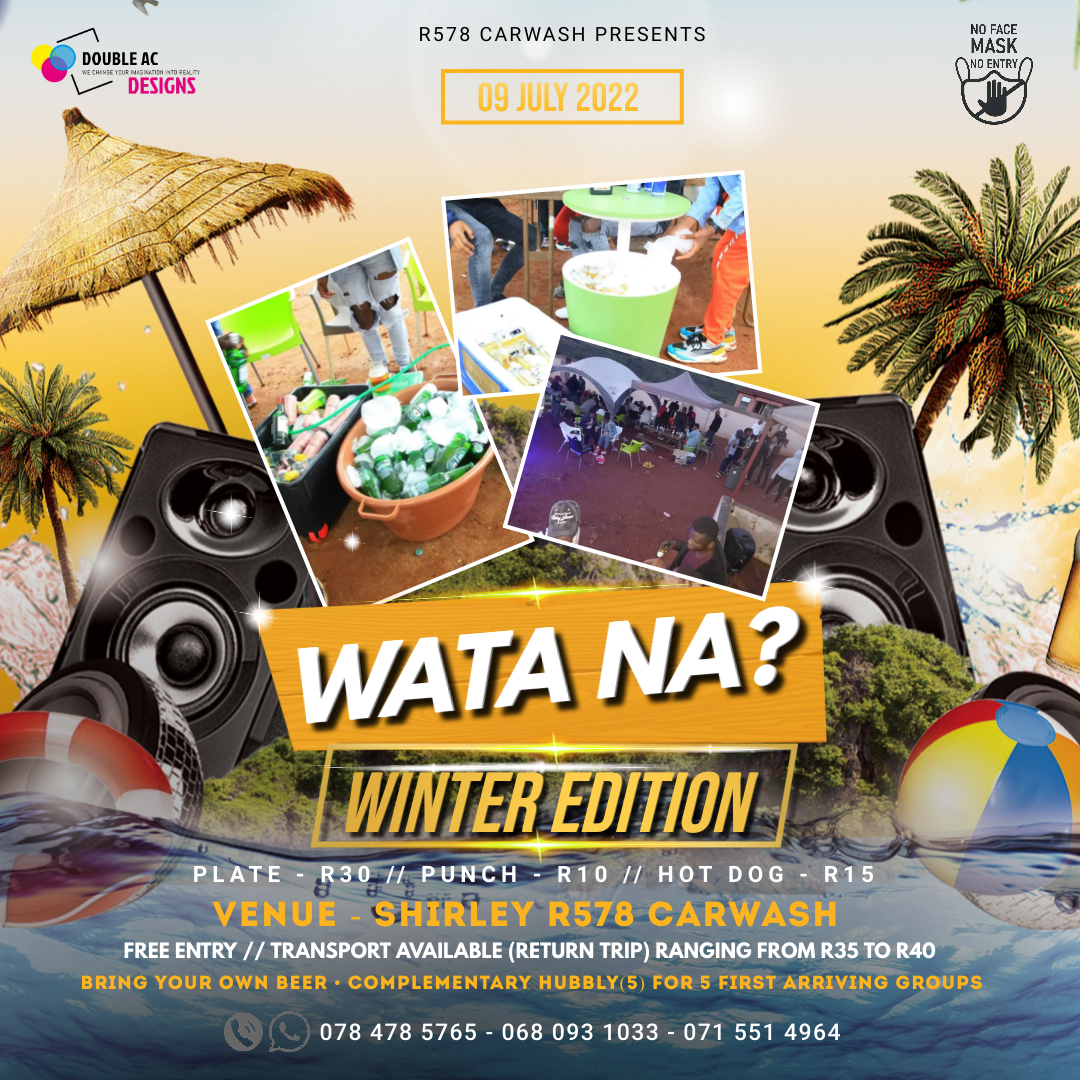 DOUBLE AC
WE CHANGE YOUR IMAGINATION INTO REALITY
DESIGNS
R578 CARWASH PRESENTS
09 JULY 2022
NO FACE
MASK
NO ENTRY
WATA NA?
WINTER EDITION
PLATE - R30 // PUNCH - R10 // HOT DOG - R15
VENUE - SHIRLEY R578 CARWASH
FREE ENTRY // TRANSPORT AVAILABLE (RETURN TRIP) RANGING FROM R35 TO R40
BRING YOUR OWN BEER • COMPLEMENTARY HUBBLY(5) FOR 5 FIRST ARRIVING GROUPS
078 478 5765 - 068 093 1033 - 071 551 4964